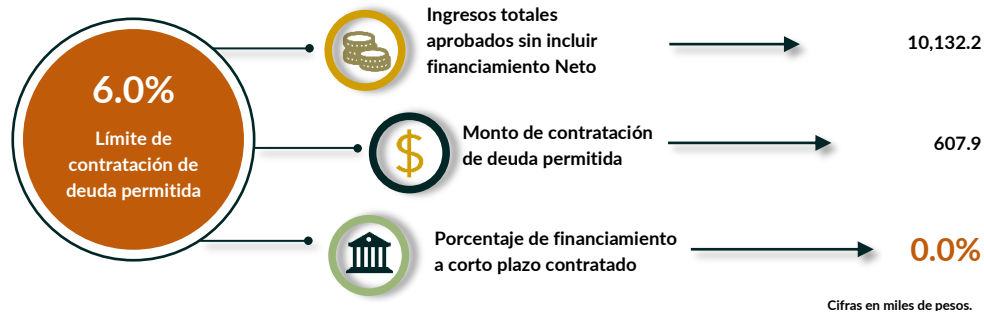 6.0%
Límite de
contratación de
deuda permitida
Ingresos totales
aprobados sin incluir
financiamiento Neto
10,132.2
$
Monto de contratación
de deuda permitida
607.9
Porcentaje de financiamiento
a corto plazo contratado
0.0%
Cifras en miles de pesos.